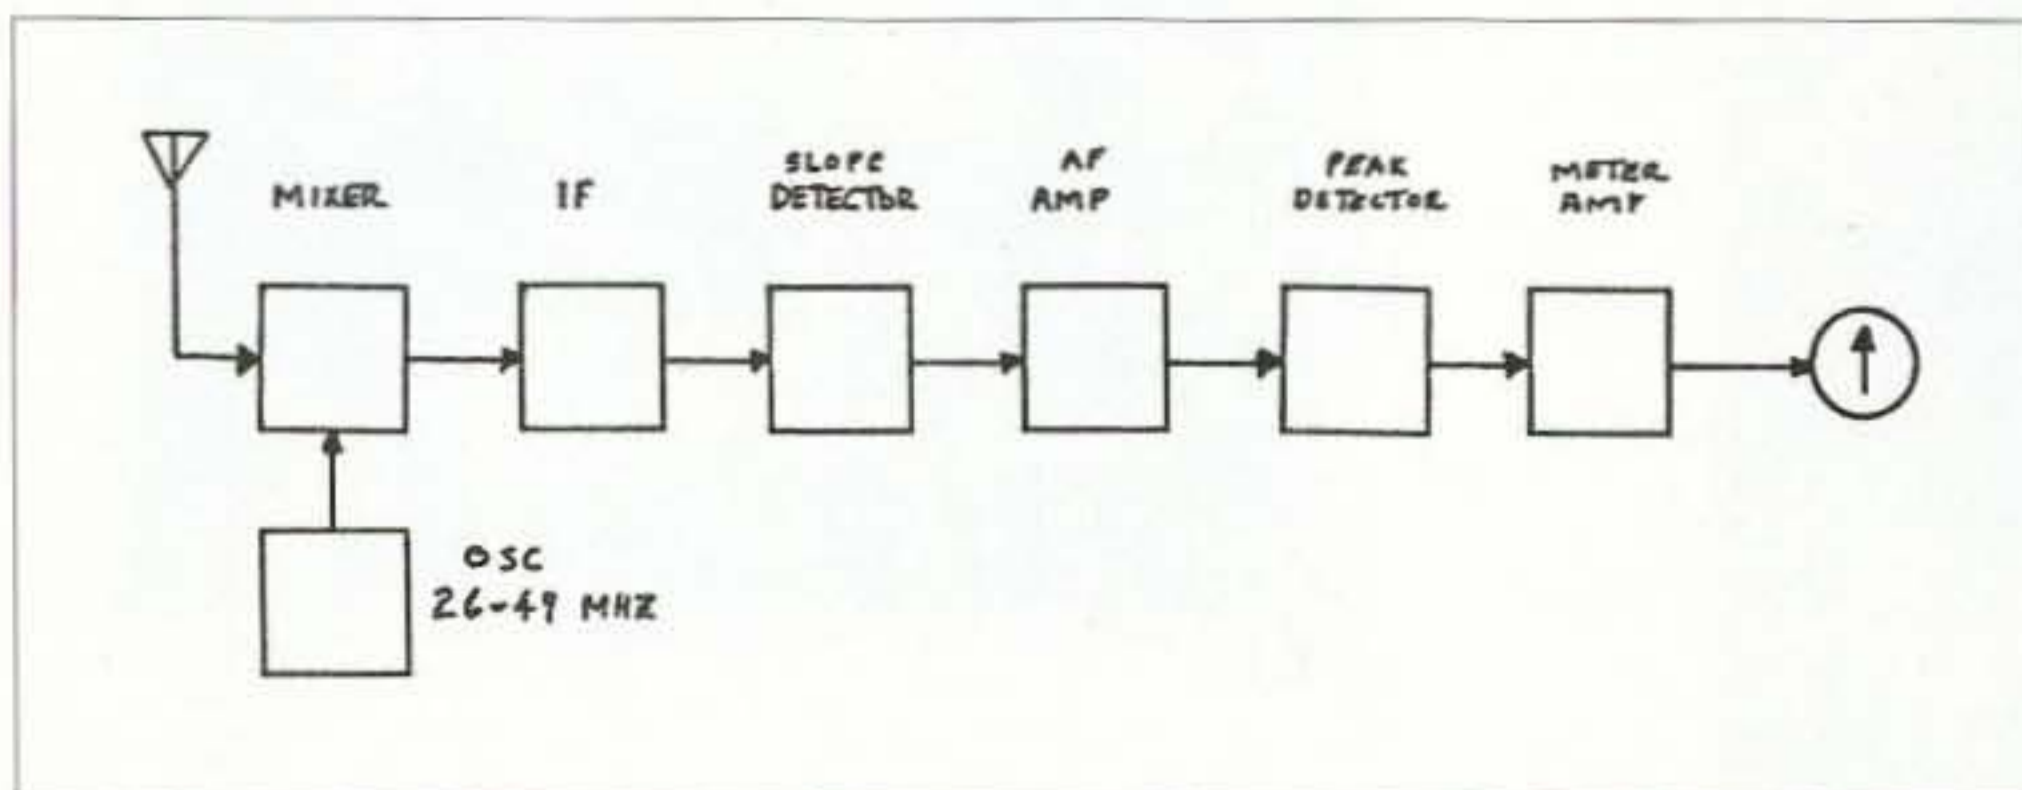 MIXER
IF
SLOPE
DETECTOR
AF
AMP
PEAK
DETECTOR
METER
AMP
OSC
26-49 MHZ